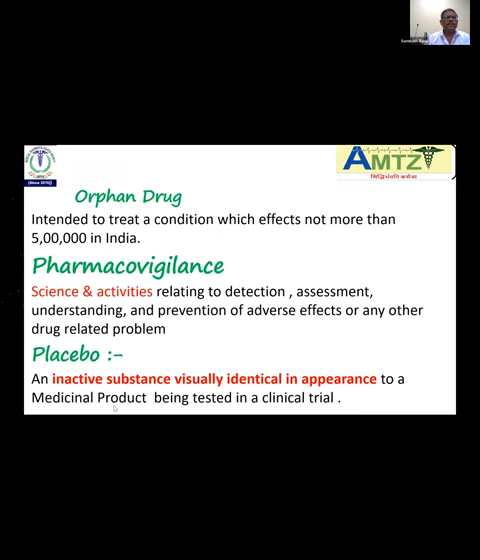 AMTZ
(Since 2010)
Orphan Drug
Intended to treat a condition which effects not more than
5,00,000 in India.
Pharmacovigilance
Science & activities relating to detection , assessment,
understanding, and prevention of adverse effects or any other
drug related problem
Placebo :-
An inactive substance visually identical in appearance to a
Medicinal Product being tested in a clinical trial .